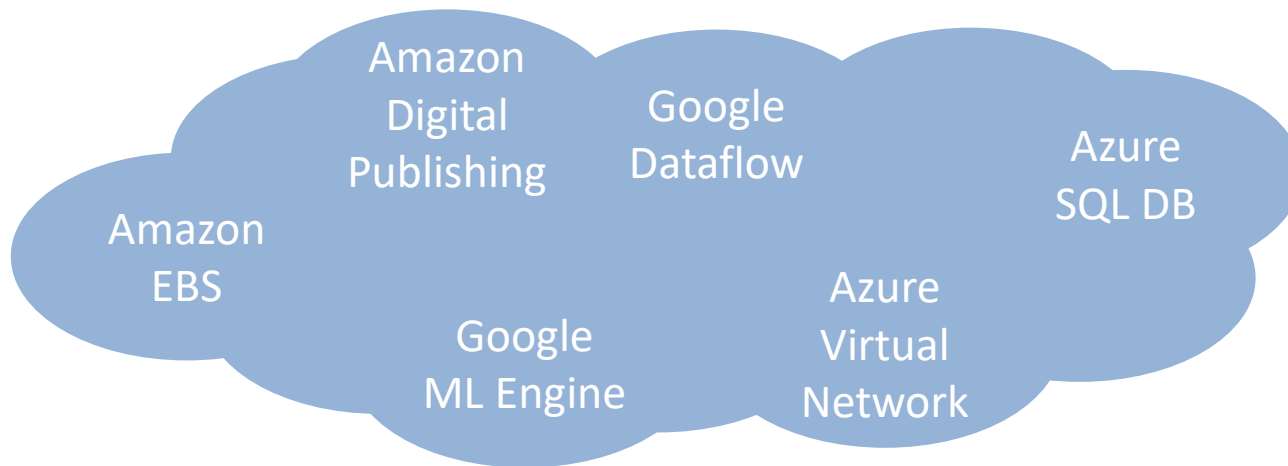 Amazon
Digital
Publishing
Google
Dataflow
Azure
SQL DB
Amazon
EBS
Google
ML Engine
Azure
Virtual
Network